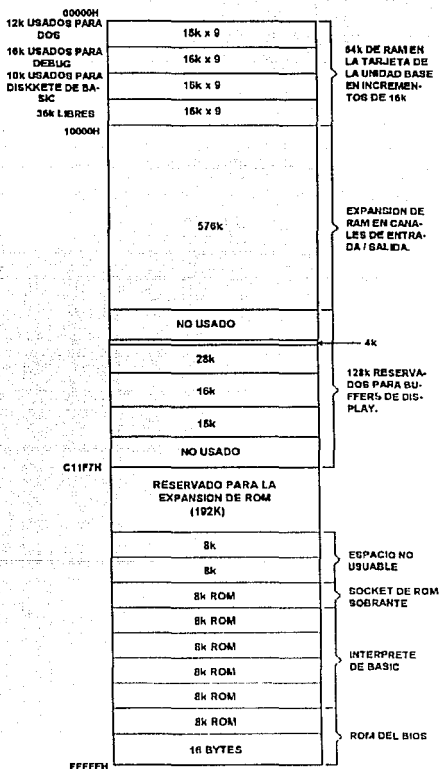 00000H
12k USADOS PARA
DOS
16k USADOS PARA
DEBUG
10k USADOS PARA
DISKKETE DE BA-
SIC
36k LIBRES
10000H
16k x 9
16k x 9
16k x 9
16k x 9
64k DE RAM EN
LA TARJETA DE
LA UNIDAD BASE
EN INCREMEN-
TOS DE 16k
576k
EXPANSION DE
RAM EN CANA-
LES DE ENTRA-
DA / SALIDA.
NO USADO
4k
28k
16k
16k
NO USADO
128k RESERVA-
DOS PARA BU-
FFERS DE DIS-
PLAY.
C11F7H
RESERVADO PARA LA
EXPANSION DE ROM
(192K)
8k
8k
ESPACIO NO
USUABLE
8k ROM
SOCKET DE ROM
SOBRANTE
8k ROM
8k ROM
8k ROM
8k ROM
INTERPRETE
DE BASIC
8k ROM
16 BYTES
ROM DEL BIOS
FFFFFH